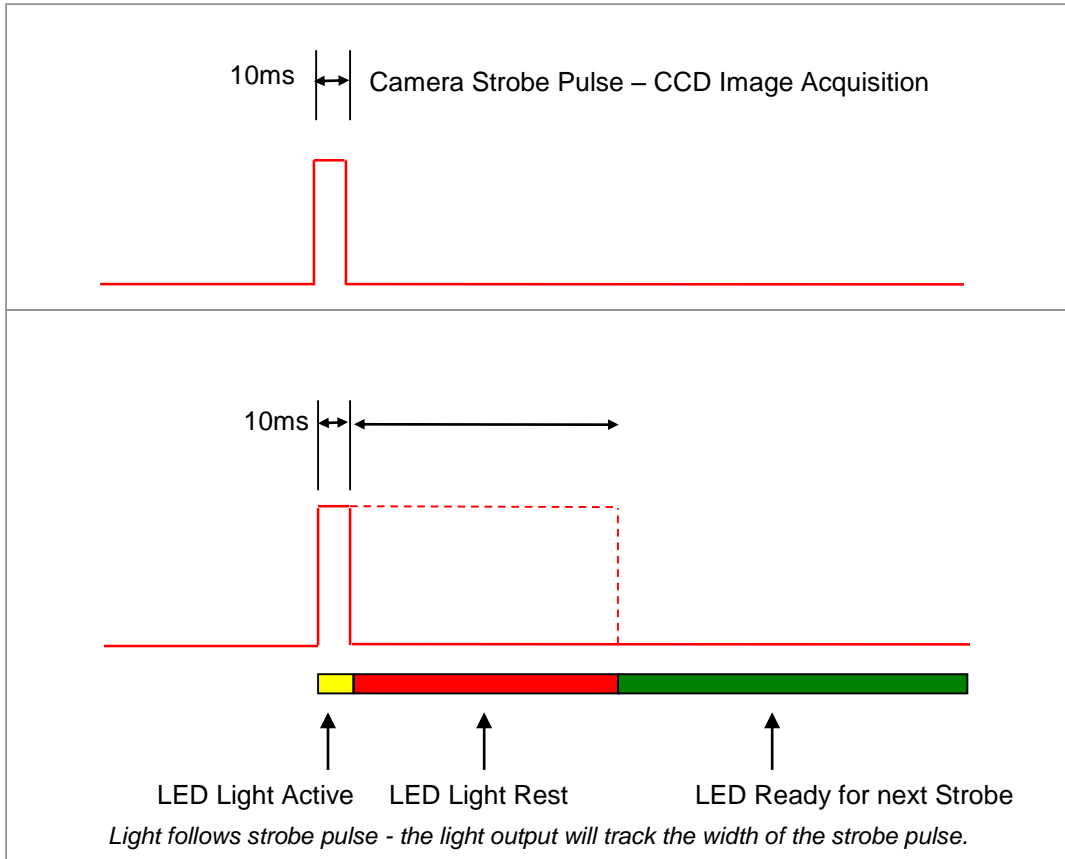 10ms Camera Strobe Pulse – CCD Image Acquisition
10ms
LED Light Active LED Light Rest LED Ready for next Strobe
Light follows strobe pulse - the light output will track the width of the strobe pulse.